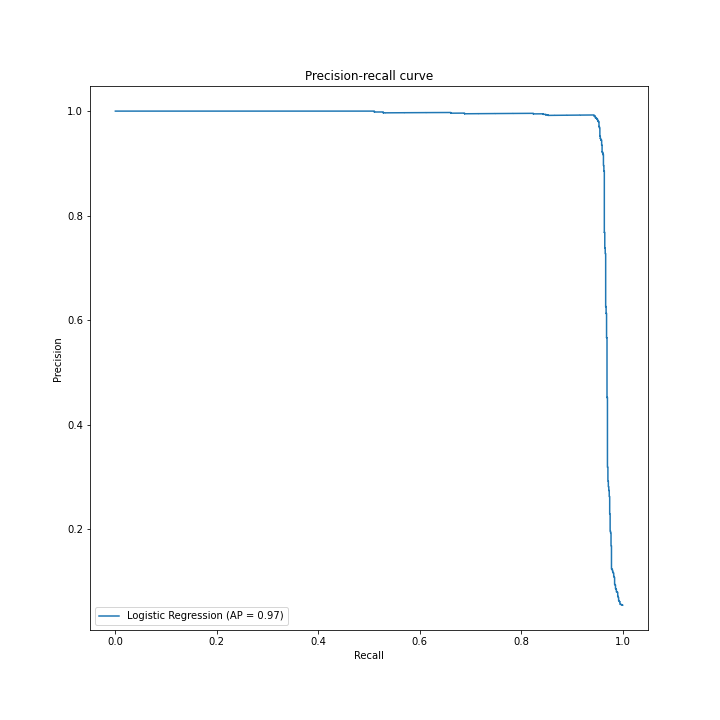 Precision-recall curve
1.0
0.8
0.6
0.4
0.2
Precision
Logistic Regression (AP = 0.97)
0.0 0.2 0.4 0.6 0.8 1.0
Recall